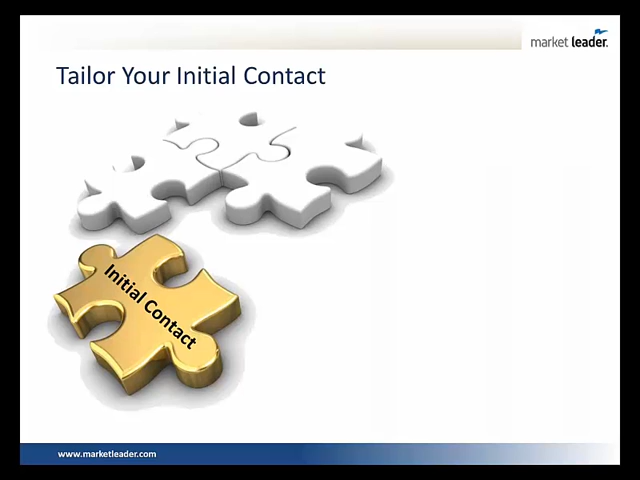 market leader.
Tailor Your Initial Contact
Initial Contact
www.marketleader.com